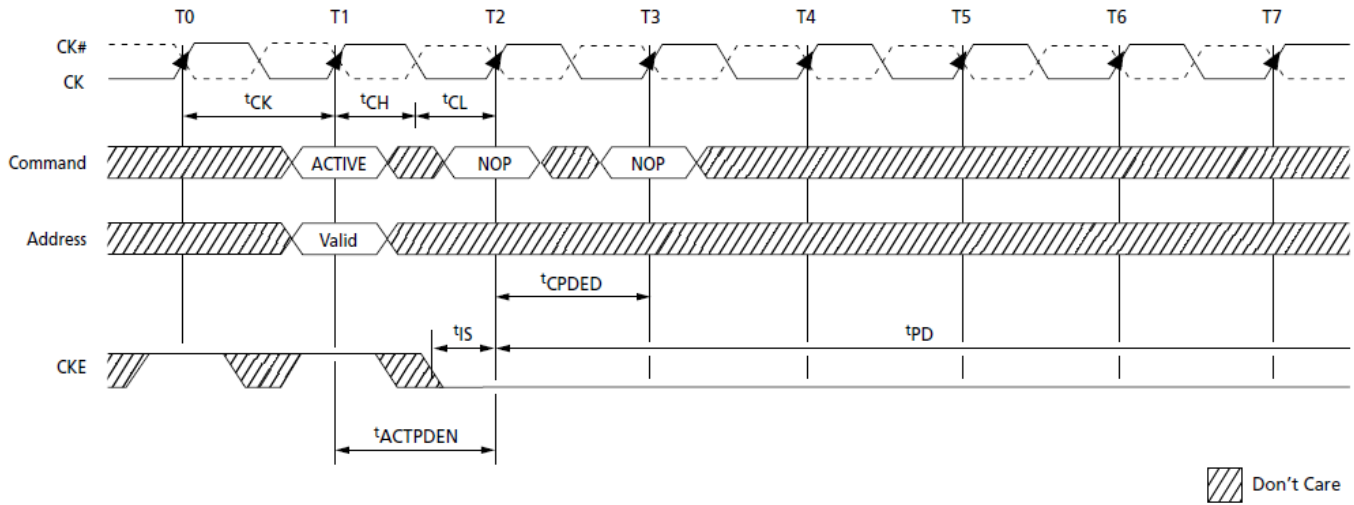 T0 T1 T2 T3 T4 T5 T6 T7
CK#
CK
tCK tCH tCL
Command ACTIVE NOP NOP
Address Valid
tCPDED
tIS tPD
CKE
tACTPDEN
Don't Care